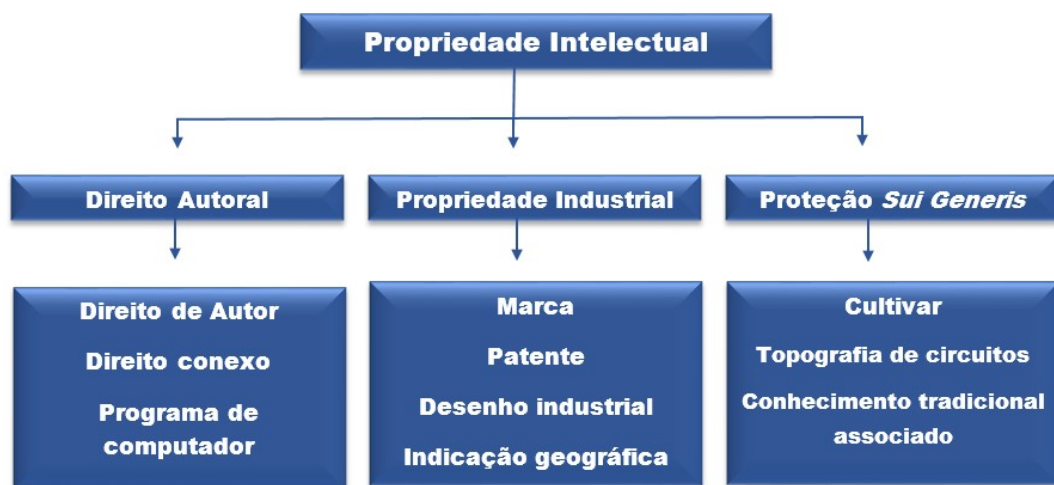 Propriedade Intelectual
Direito Autoral
Propriedade Industrial
Proteção Sui Generis
Direito de Autor
Direito conexo
Programa de
computador
Marca
Patente
Desenho industrial
Indicação geográfica
Cultivar
Topografia de circuitos
Conhecimento tradicional
associado